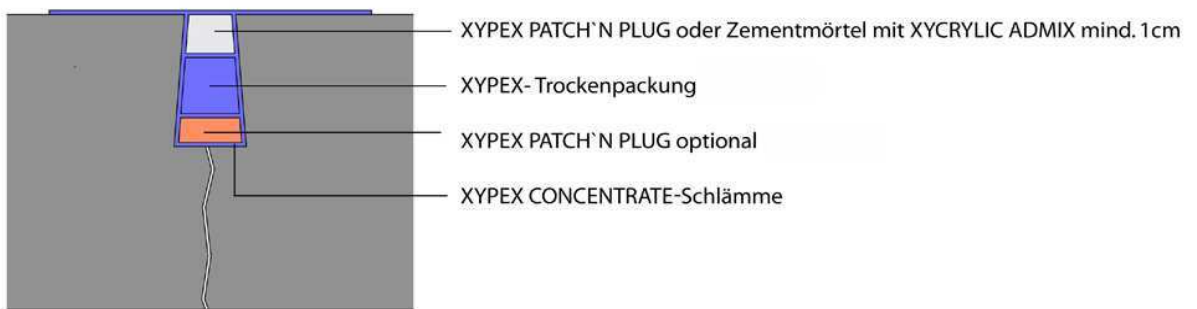 XYPEX PATCH`N PLUG oder Zementmörtel mit XYCRYLIC ADMIX mind. 1cm
XYPEX- Trockenpackung
XYPEX PATCH`N PLUG optional
XYPEX CONCENTRATE-Schlämme